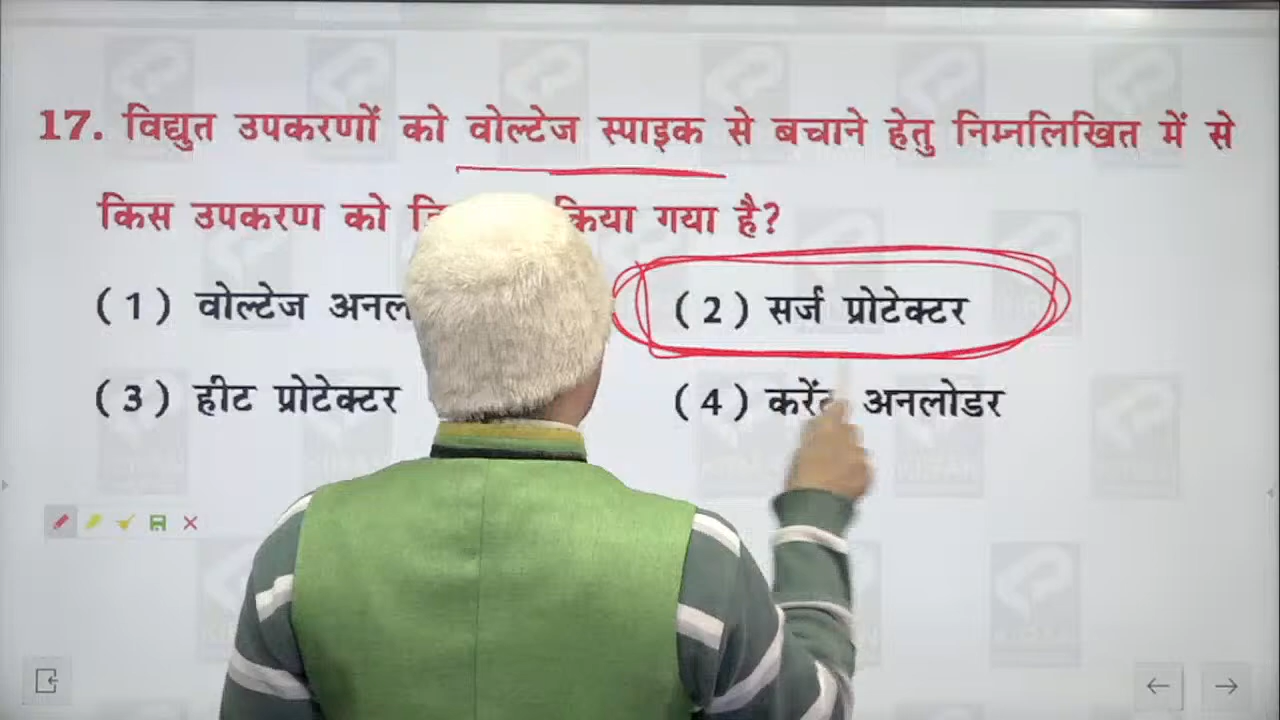 17. विद्युत उपकरणों को वोल्टेज स्पाइक से बचाने हेतु निम्नलिखित में से
किस उपकरण को किया गया है?
(1) वोल्टेज (2) सर्ज प्रोटेक्टर
(3) हीट प्रोटेक्टर (4) अनलोडर